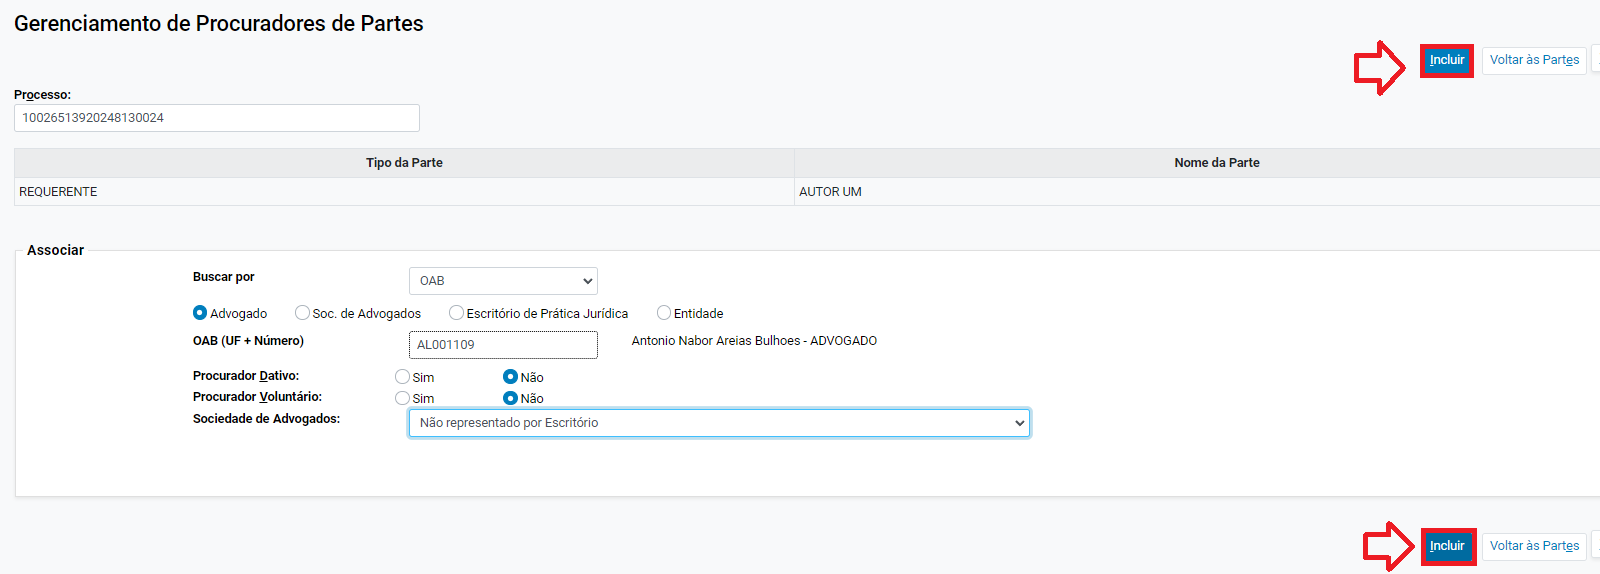 Gerenciamento de Procuradores de Partes
Incluir Voltar às Partes
Processo:
10026513920248130024
Tipo da Parte Nome da Parte
REQUERENTE AUTOR UM
Associar
Buscar por OAB
Advogado Soc. de Advogados Escritório de Prática Jurídica Entidade
OAB (UF + Número) AL001109 Antonio Nabor Areias Bulhoes - ADVOGADO
Procurador Dativo: Sim Não
Procurador Voluntário: Sim Não
Sociedade de Advogados: Não representado por Escritório
Incluir Voltar às Partes